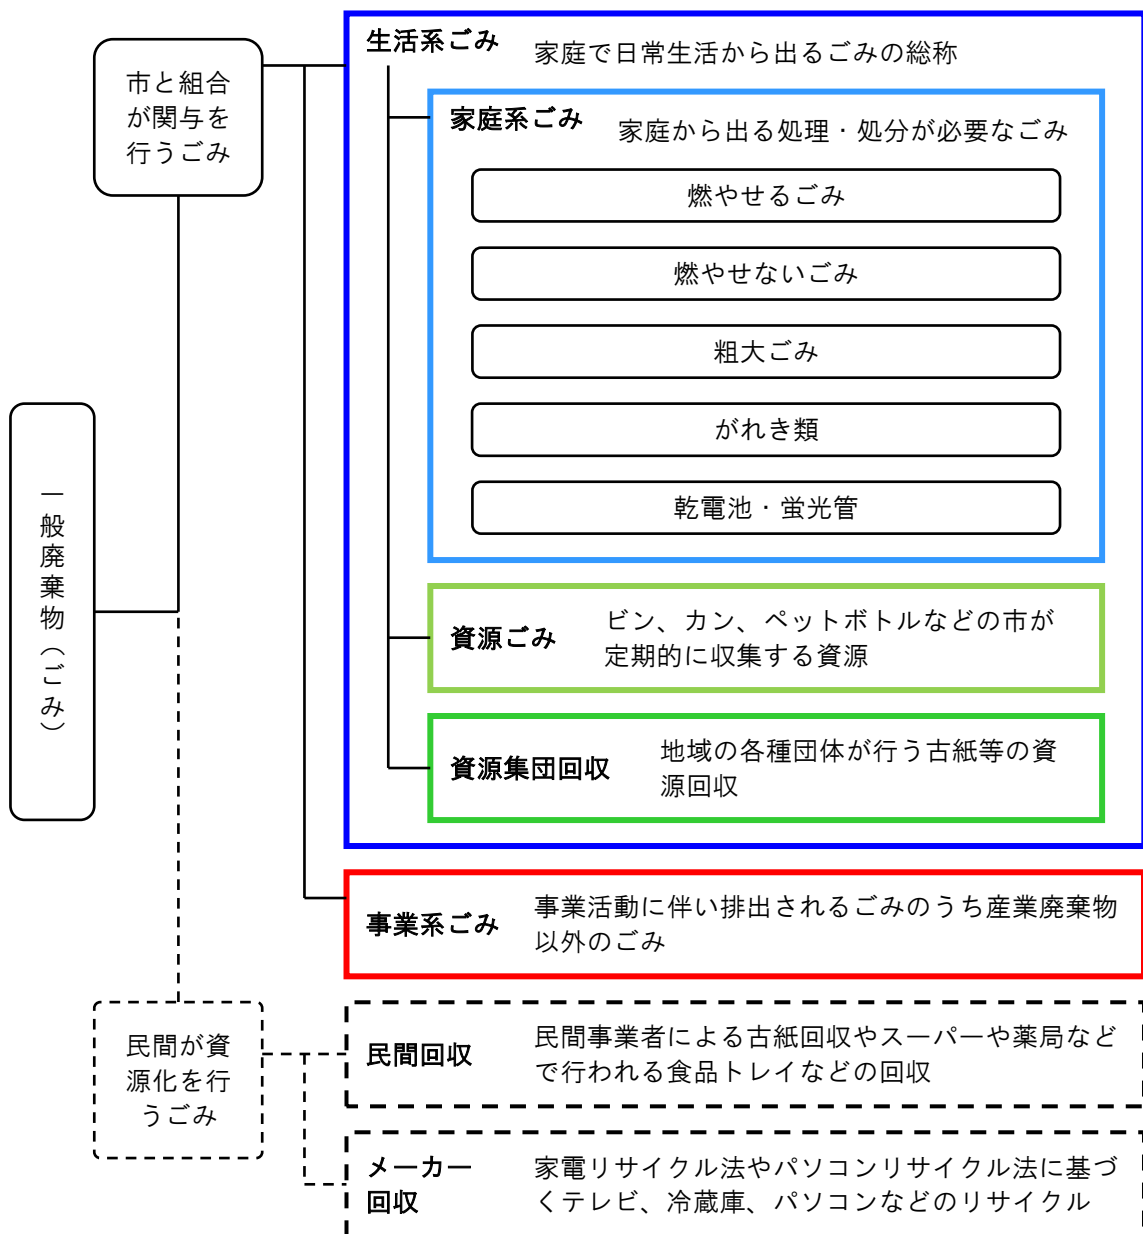 生活系ごみ
家庭で日常生活から出るごみの総称
市と組合
が関与を
行うごみ
家庭系ごみ
家庭から出る処理・処分が必要なごみ
燃やせるごみ
燃やせないごみ
粗大ごみ
がれき類
乾電池・蛍光管
一般廃棄物（ごみ）
資源ごみ
ビン、カン、ペットボトルなどの市が
定期的に収集する資源
資源集団回収
地域の各種団体が行う古紙等の資
源回収
事業系ごみ
事業活動に伴い排出されるごみのうち産業廃棄物
以外のごみ
民間が資
源化を行
うごみ
民間回収
民間事業者による古紙回収やスーパーや薬局など
で行われる食品トレイなどの回収
メーカー
回収
家電リサイクル法やパソコンリサイクル法に基づ
くテレビ、冷蔵庫、パソコンなどのリサイクル